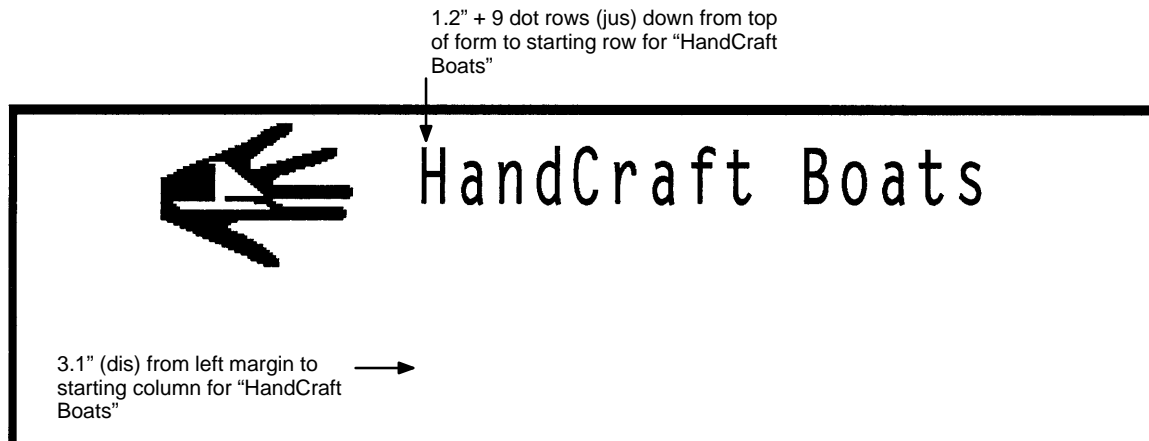 1.2” + 9 dot rows (jus) down from top
of form to starting row for “HandCraft
Boats”
HandCraft Boats
3.1” (dis) from left margin to
starting column for “HandCraft
Boats”